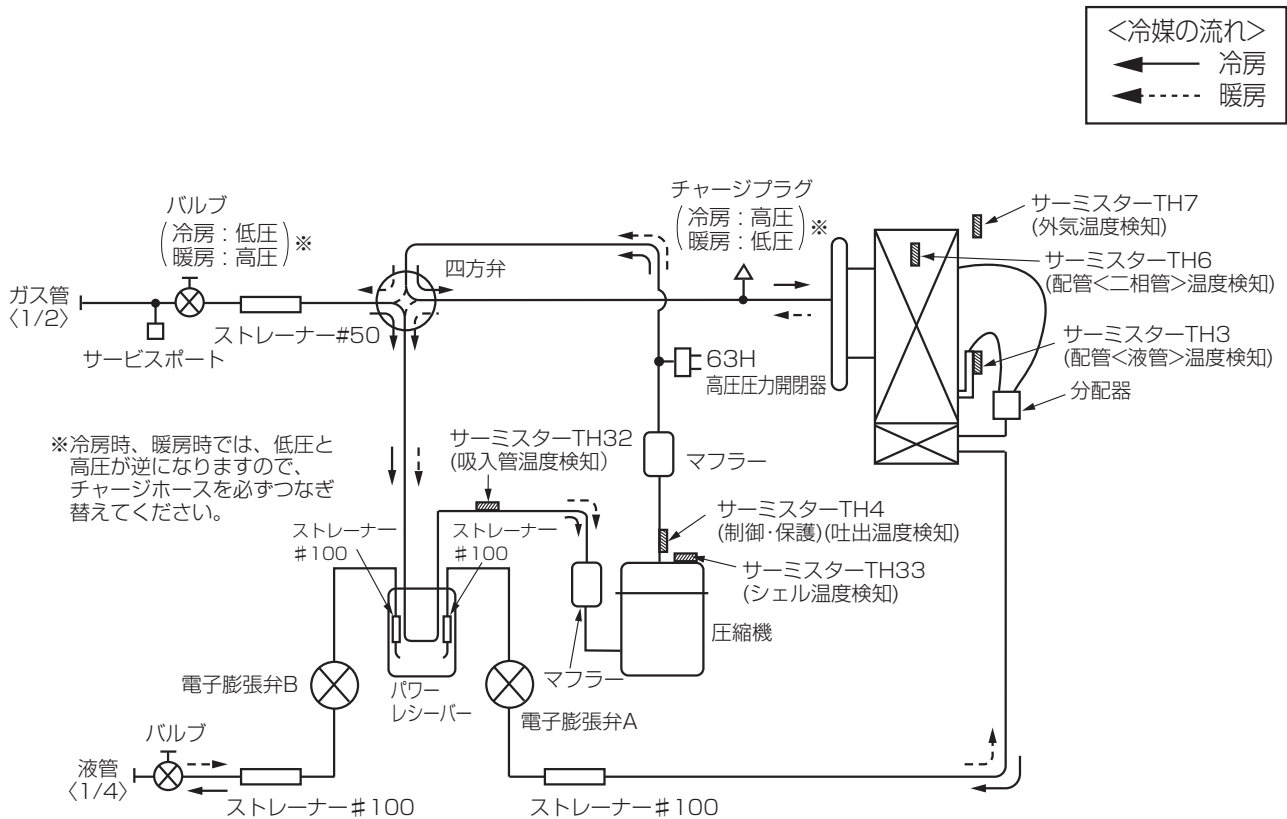 <冷媒の流れ>
冷房
暖房
バルブ
(冷房:低圧)※
(暖房:高圧)
四方弁
ガス管
〈1/2〉
ストレーナー#50
サービスポート
チャージプラグ
(冷房:高圧)※
(暖房:低圧)
サーミスターTH7
(外気温度検知)
サーミスターTH6
(配管<二相管>温度検知)
サーミスターTH3
(配管<液管>温度検知)
分配器
63H
高圧圧力開閉器
※冷房時、暖房時では、低圧と
高圧が逆になりますので、
チャージホースを必ずつなぎ
替えてください。
サーミスターTH32
(吸入管温度検知)
マフラー
ストレーナー
#100
ストレーナー
#100
サーミスターTH4
(制御・保護)(吐出温度検知)
サーミスターTH33
(シェル温度検知)
圧縮機
マフラー
電子膨張弁B
パワー
レシーバー
電子膨張弁A
バルブ
液管
〈1/4〉
ストレーナー#100
ストレーナー#100